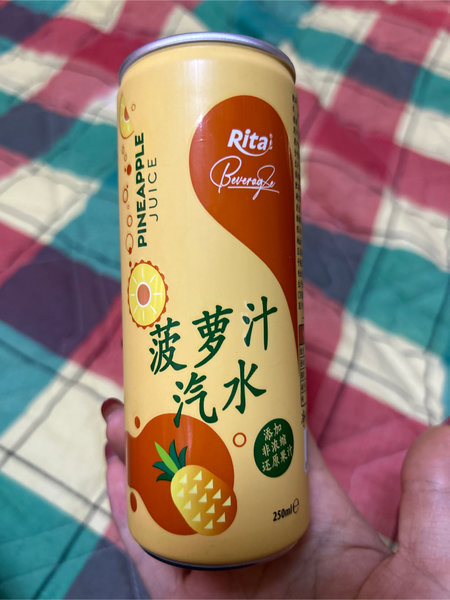 Rita
Beverage
PINEAPPLE
JUICE
菠萝汁
汽水
添加
非浓缩
还原果汁
250ml℮